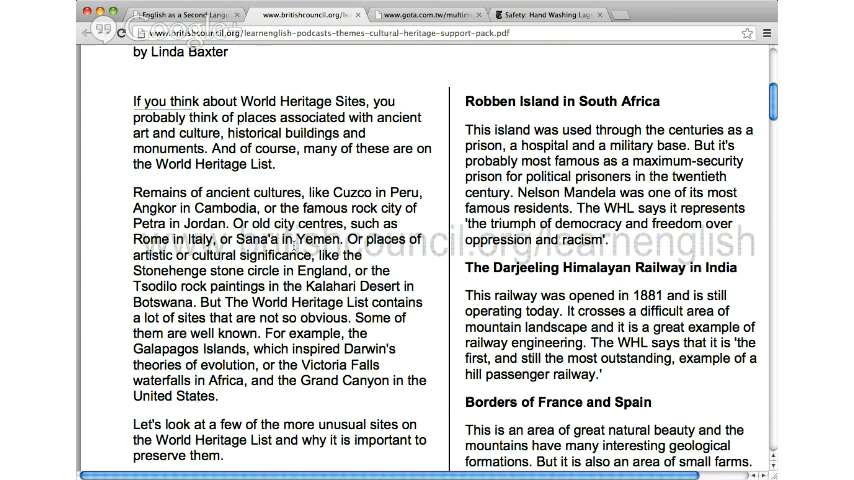 English as a Second Langu
www.britishcouncil.org/le
www.gota.com.tw/multim
Safety: Hand Washing Lags
www.britishcouncil.org/learnenglish-podcasts-themes-cultural-heritage-support-pack.pdf
by Linda Baxter
If you think about World Heritage Sites, you
probably think of places associated with ancient
art and culture, historical buildings and
monuments. And of course, many of these are on
the World Heritage List.
Remains of ancient cultures, like Cuzco in Peru,
Angkor in Cambodia, or the famous rock city of
Petra in Jordan. Or old city centres, such as
Rome in Italy, or Sana'a in Yemen. Or places of
artistic or cultural significance, like the
Stonehenge stone circle in England, or the
Tsodilo rock paintings in the Kalahari Desert in
Botswana. But The World Heritage List contains
a lot of sites that are not so obvious. Some of
them are well known. For example, the
Galapagos Islands, which inspired Darwin's
theories of evolution, or the Victoria Falls
waterfalls in Africa, and the Grand Canyon in the
United States.
Let's look at a few of the more unusual sites on
the World Heritage List and why it is important to
preserve them.
Robben Island in South Africa
This island was used through the centuries as a
prison, a hospital and a military base. But it's
probably most famous as a maximum-security
prison for political prisoners in the twentieth
century. Nelson Mandela was one of its most
famous residents. The WHL says it represents
'the triumph of democracy and freedom over
oppression and racism'.
The Darjeeling Himalayan Railway in India
This railway was opened in 1881 and is still
operating today. It crosses a difficult area of
mountain landscape and it is a great example of
railway engineering. The WHL says that it is 'the
first, and still the most outstanding, example of a
hill passenger railway.'
Borders of France and Spain
This is an area of great natural beauty and the
mountains have many interesting geological
formations. But it is also an area of small farms.
www.britishcouncil.org/learnenglish
Google+